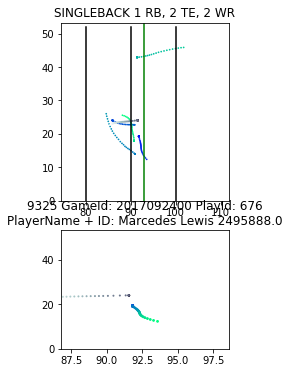 SINGLEBACK 1 RB, 2 TE, 2 WR
50
40
30
20
10
0
80 90 100 110
9325 GameId: 2017092400 PlayId: 676
PlayerName + ID: Marcedes Lewis 2495888.0
40
20
0
87.5 90.0 92.5 95.0 97.5